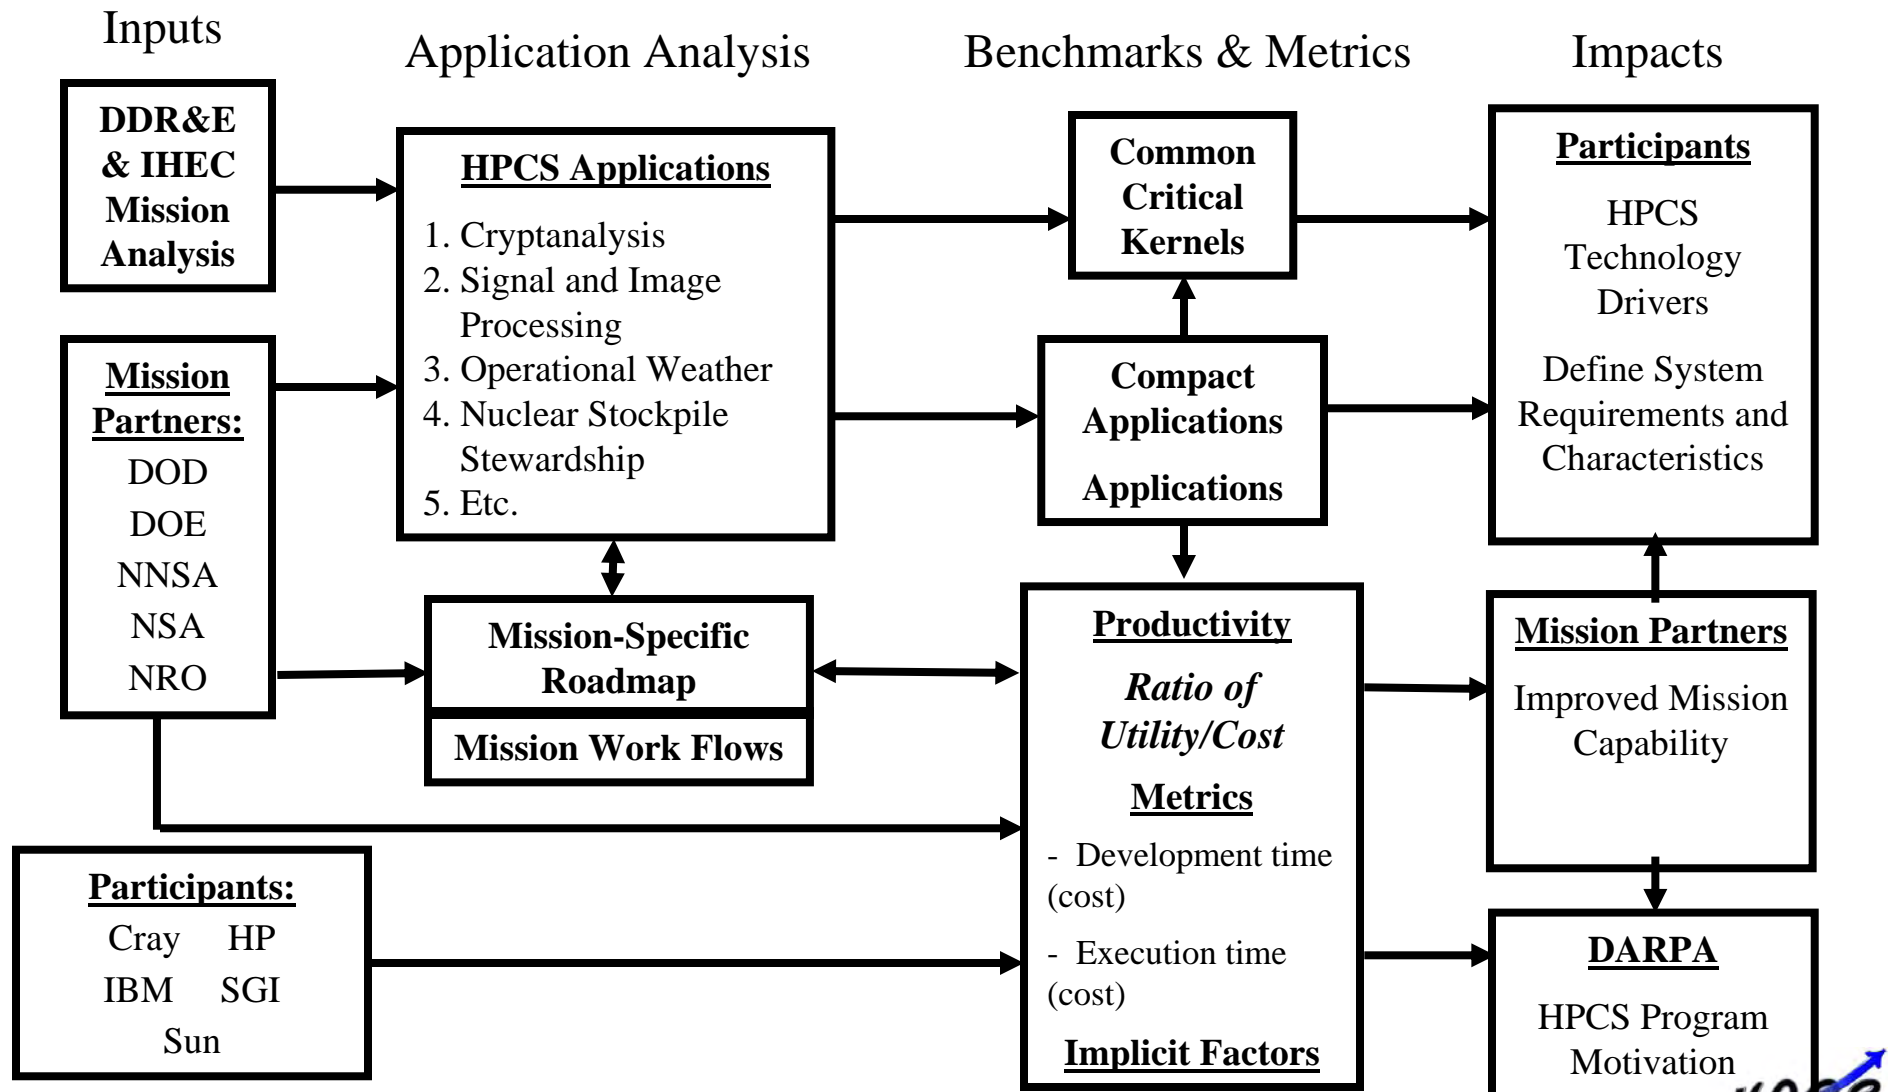 Inputs
Application Analysis
Benchmarks & Metrics
Impacts
DDR&E
& IHEC
Mission
Analysis
Mission
Partners:
DOD
DOE
NNSA
NSA
NRO
Participants:
Cray HP
IBM SGI
Sun
HPCS Applications
1. Cryptanalysis
2. Signal and Image
Processing
3. Operational Weather
4. Nuclear Stockpile
Stewardship
5. Etc.
Mission-Specific
Roadmap
Mission Work Flows
Common
Critical
Kernels
Compact
Applications
Applications
Productivity
Ratio of
Utility/Cost
Metrics
- Development time
(cost)
- Execution time
(cost)
Implicit Factors
Participants
HPCS
Technology
Drivers
Define System
Requirements and
Characteristics
Mission Partners
Improved Mission
Capability
DARPA
HPCS Program
Motivation